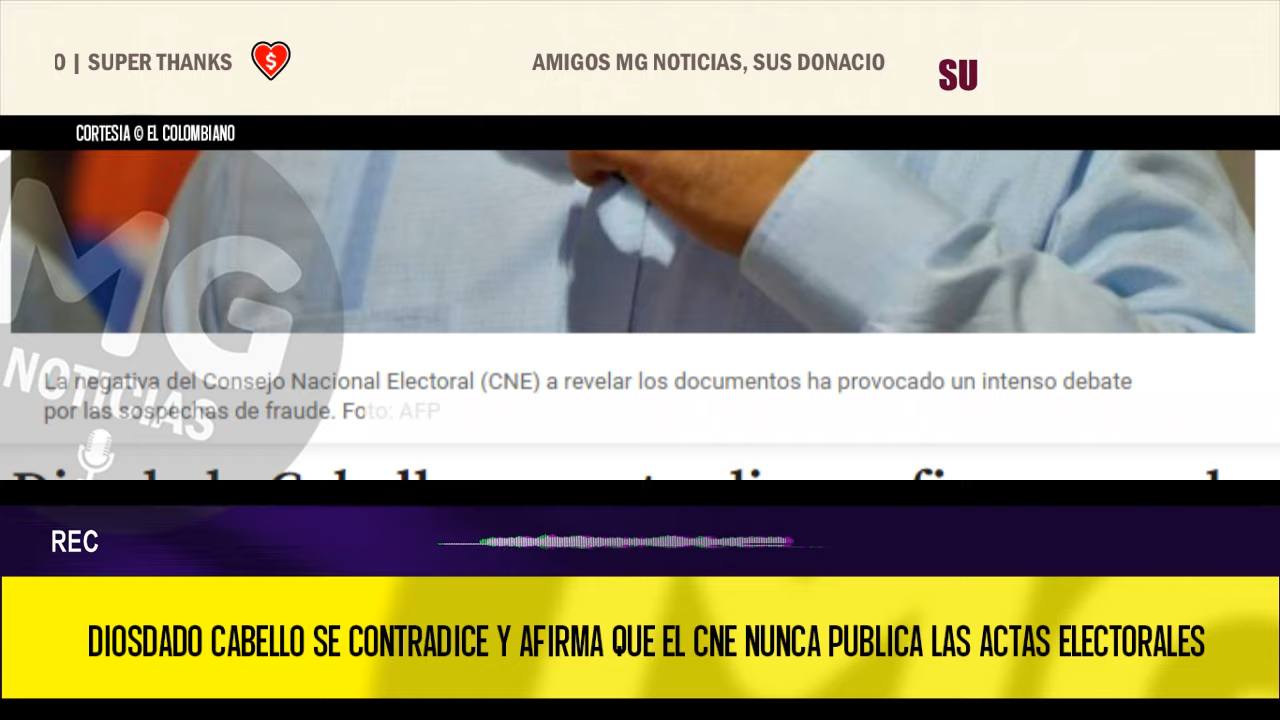 O | SUPER THANKS
AMIGOS MG NOTICIAS, SUS DONACIO
SU
CORTESIA © EL COLOMBIANO
MG
NOTICIAS
La negativa del Consejo Nacional Electoral (CNE) a revelar los documentos ha provocado un intenso debate
por las sospechas de fraude. Foto: AFP
REC
DIOSDADO CABELLO SE CONTRADICE Y AFIRMA QUE EL CNE NUNCA PUBLICA LAS ACTAS ELECTORALES